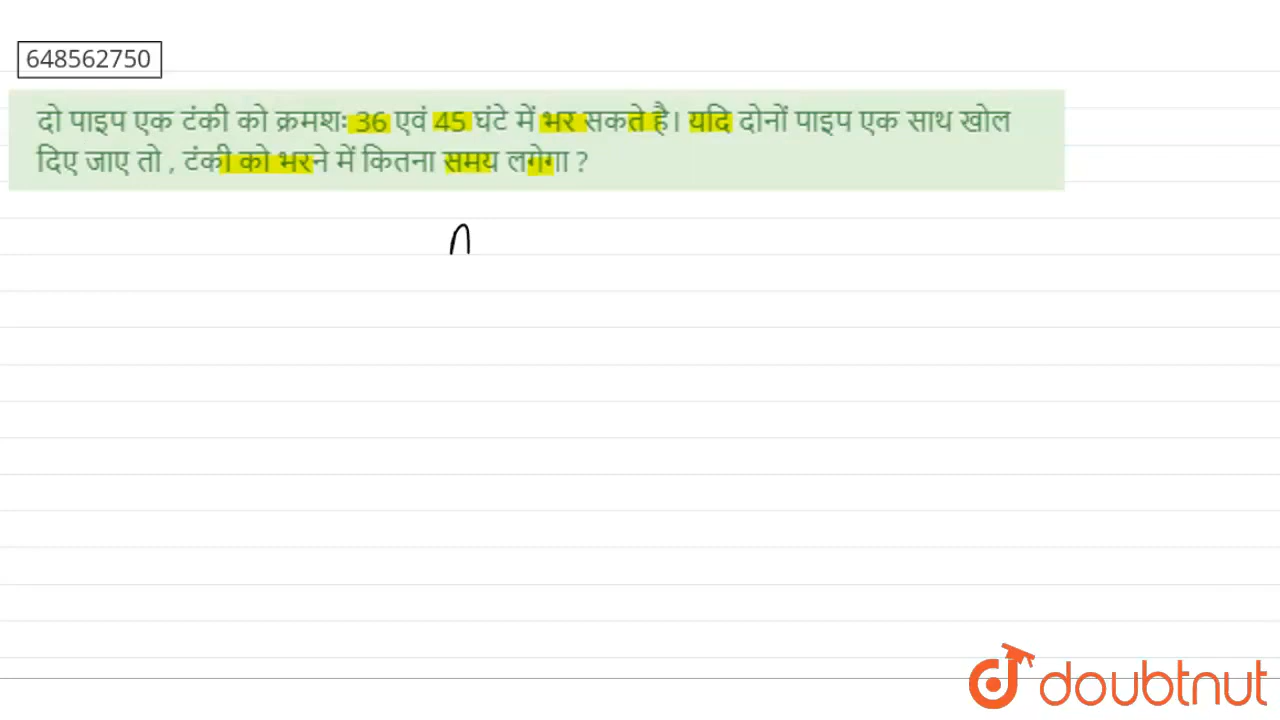 648562750
दो पाइप एक टंकी को क्रमशः 36 एवं 45 घंटे में भर सकते है। यदि दोनों पाइप एक साथ खोल
दिए जाए तो , टंकी को भरने में कितना समय लगेगा ?
doubtnut